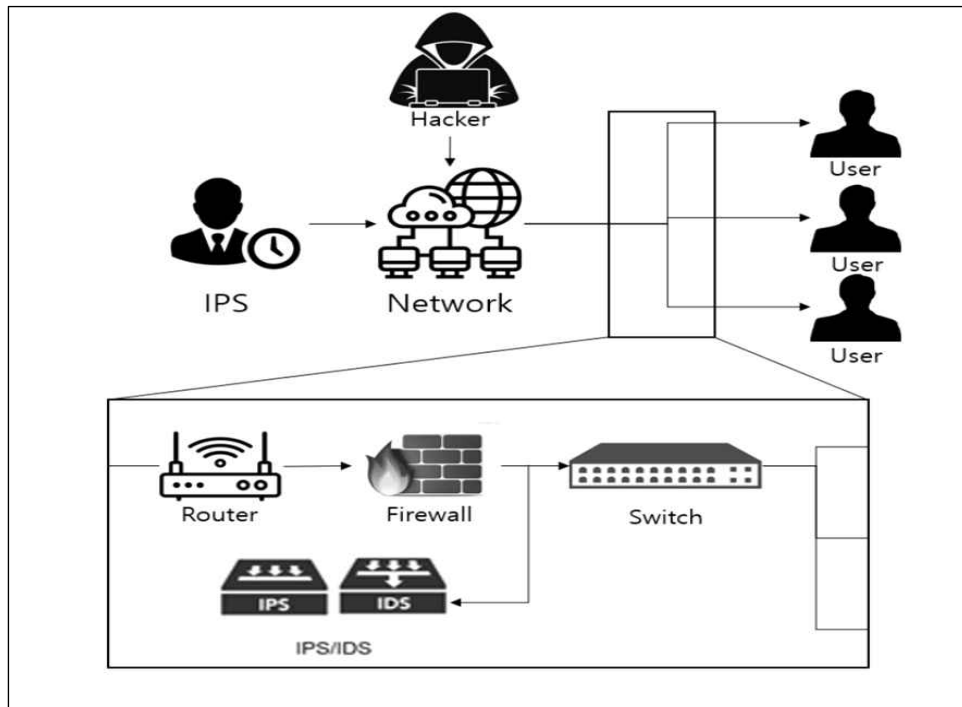 Hacker
User
IPS
Network
User
User
Router
Firewall
Switch
IPS
IDS
IPS/IDS